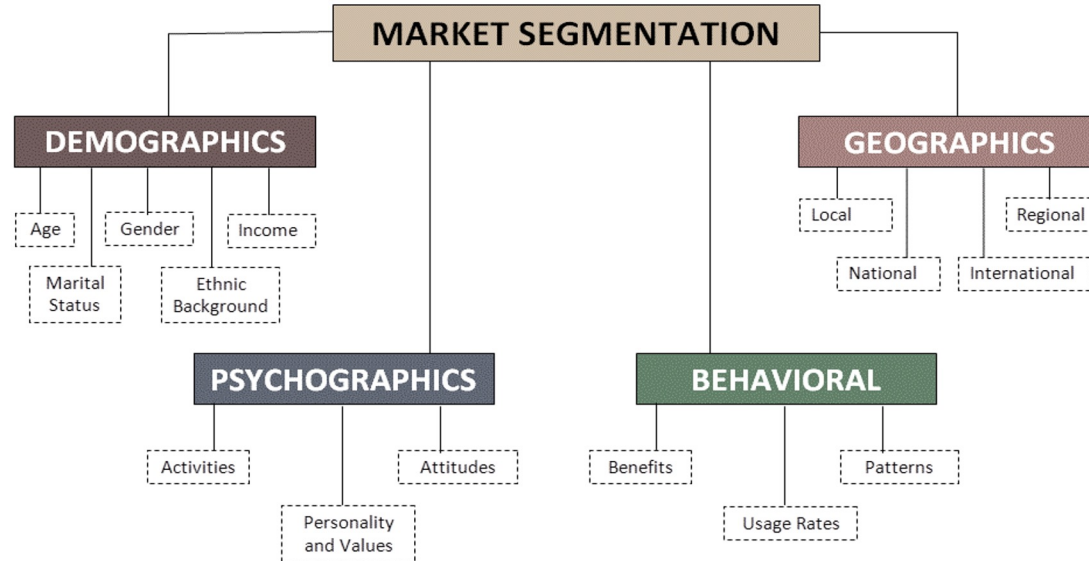 MARKET SEGMENTATION
DEMOGRAPHICS
Age
Marital
Status
Gender
Ethnic
Background
Income
GEOGRAPHICS
Local
National
International
Regional
PSYCHOGRAPHICS
Activities
Personality
and Values
Attitudes
BEHAVIORAL
Benefits
Usage Rates
Patterns